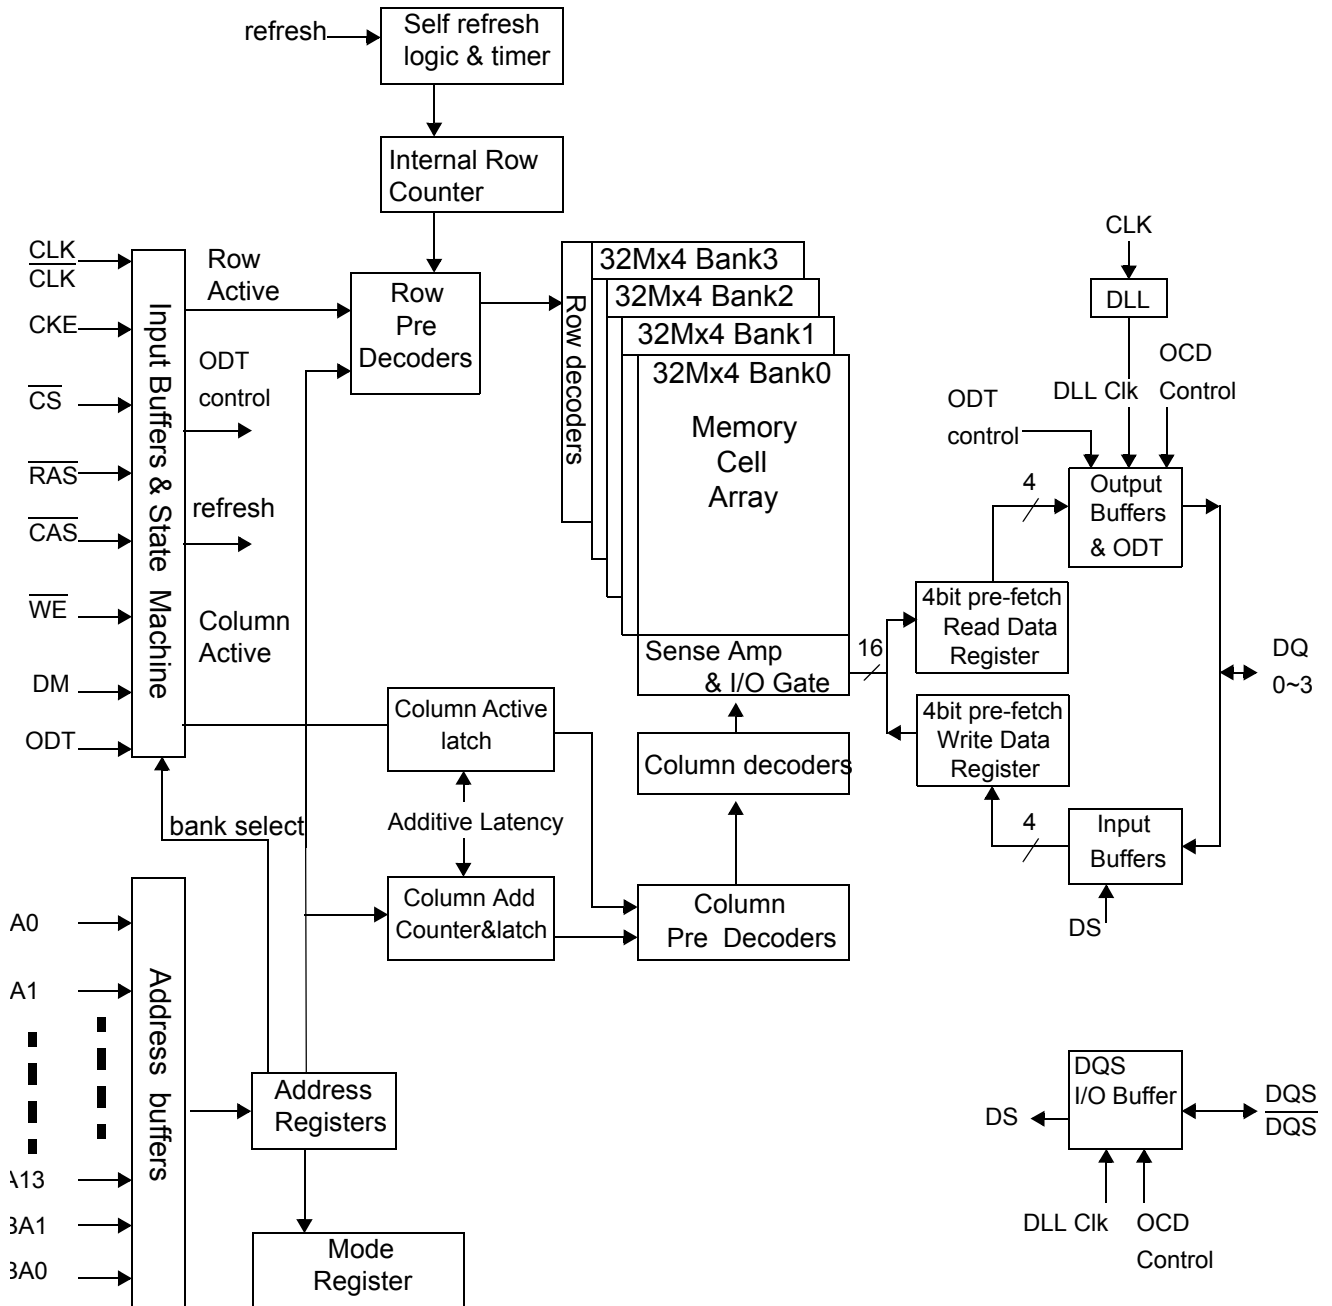 refresh
Self refresh
logic & timer
Internal Row
Counter
CLK
CLK
CKE
CS
RAS
CAS
WE
DM
ODT
Input Buffers & State Machine
Row
Active
ODT
control
refresh
Column
Active
bank select
Row
Pre
Decoders
Row decoders
32Mx4 Bank3
32Mx4 Bank2
32Mx4 Bank1
32Mx4 Bank0
Memory
Cell
Array
Sense Amp
& I/O Gate
16
Column decoders
Column Active
latch
Additive Latency
Column Add
Counter&latch
Column
Pre Decoders
CLK
DLL
DLL Clk
OCD
Control
ODT
control
4
Output
Buffers
& ODT
4bit pre-fetch
Read Data
Register
4bit pre-fetch
Write Data
Register
4
Input
Buffers
DS
DQ
0~3
A0
A1
A13
BA1
BA0
Address buffers
Address
Registers
Mode
Register
DQS
I/O Buffer
DS
DQS
DQS
DLL Clk
OCD
Control